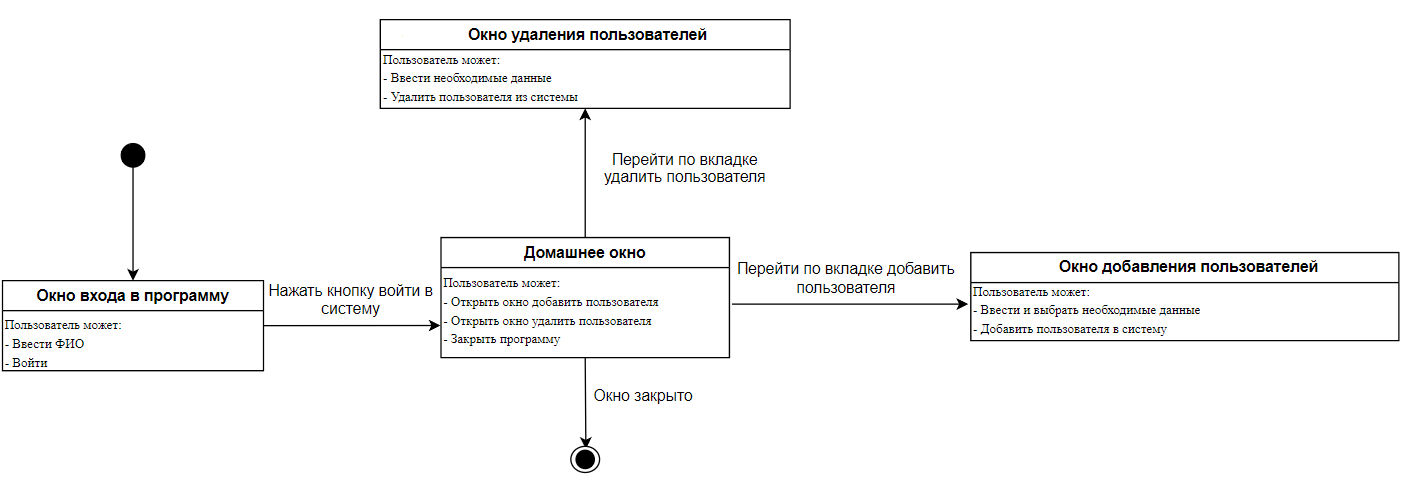 Окно удаления пользователей
Пользователь может:
- Ввести необходимые данные
- Удалить пользователя из системы
Перейти по вкладке
удалить пользователя
Окно входа в программу
Пользователь может:
- Ввести ФИО
- Войти
Нажать кнопку войти в
систему
Домашнее окно
Пользователь может:
- Открыть окно добавить пользователя
- Открыть окно удалить пользователя
- Закрыть программу
Перейти по вкладке добавить
пользователя
Окно добавления пользователей
Пользователь может:
- Ввести и выбрать необходимые данные
- Добавить пользователя в систему
Окно закрыто